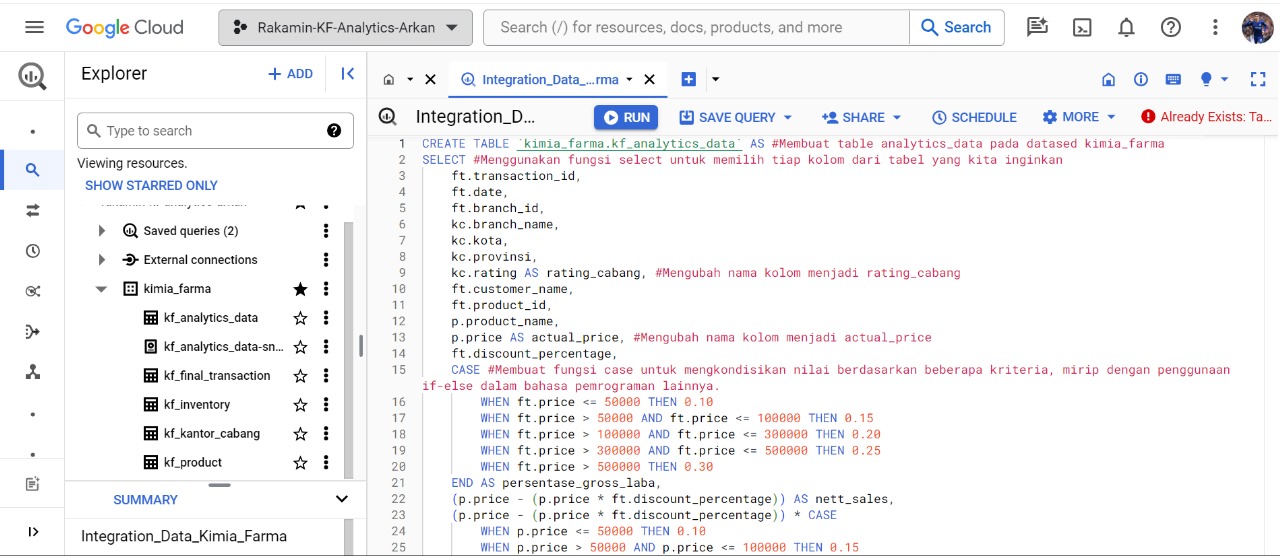 Google Cloud
Rakamin-KF-Analytics-Arkan
Search (/) for resources, docs, products, and more
Search
Explorer
+ ADD
Type to search
Viewing resources.
SHOW STARRED ONLY
Saved queries (2)
External connections
kimia_farma
kf_analytics_data
kf_analytics_data-sn...
kf_final_transaction
kf_inventory
kf_kantor_cabang
kf_product
SUMMARY
Integration_Data_Kimia_Farma
Integration_Data_...rma
Integration_D...
RUN
SAVE QUERY
SHARE
SCHEDULE
MORE
Already Exists: Ta...
1 CREATE TABLE `kimia_farma.kf_analytics_data` AS #Membuat table analytics_data pada datased kimia_farma
2 SELECT #Menggunakan fungsi select untuk memilih tiap kolom dari tabel yang kita inginkan
3 ft.transaction_id,
4 ft.date,
5 ft.branch_id,
6 kc.branch_name,
7 kc.kota,
8 kc.provinsi,
9 kc.rating AS rating_cabang, #Mengubah nama kolom menjadi rating_cabang
10 ft.customer_name,
11 ft.product_id,
12 p.product_name,
13 p.price AS actual_price, #Mengubah nama kolom menjadi actual_price
14 ft.discount_percentage,
15 CASE #Membuat fungsi case untuk mengkondisikan nilai berdasarkan beberapa kriteria, mirip dengan penggunaan
if-else dalam bahasa pemrograman lainnya.
16 WHEN ft.price <= 50000 THEN 0.10
17 WHEN ft.price > 50000 AND ft.price <= 100000 THEN 0.15
18 WHEN ft.price > 100000 AND ft.price <= 300000 THEN 0.20
19 WHEN ft.price > 300000 AND ft.price <= 500000 THEN 0.25
20 WHEN ft.price > 500000 THEN 0.30
21 END AS persentase_gross_laba,
22 (p.price - (p.price * ft.discount_percentage)) AS nett_sales,
23 (p.price - (p.price * ft.discount_percentage)) * CASE
24 WHEN p.price <= 50000 THEN 0.10
25 WHEN p.price > 50000 AND p.price <= 100000 THEN 0.15